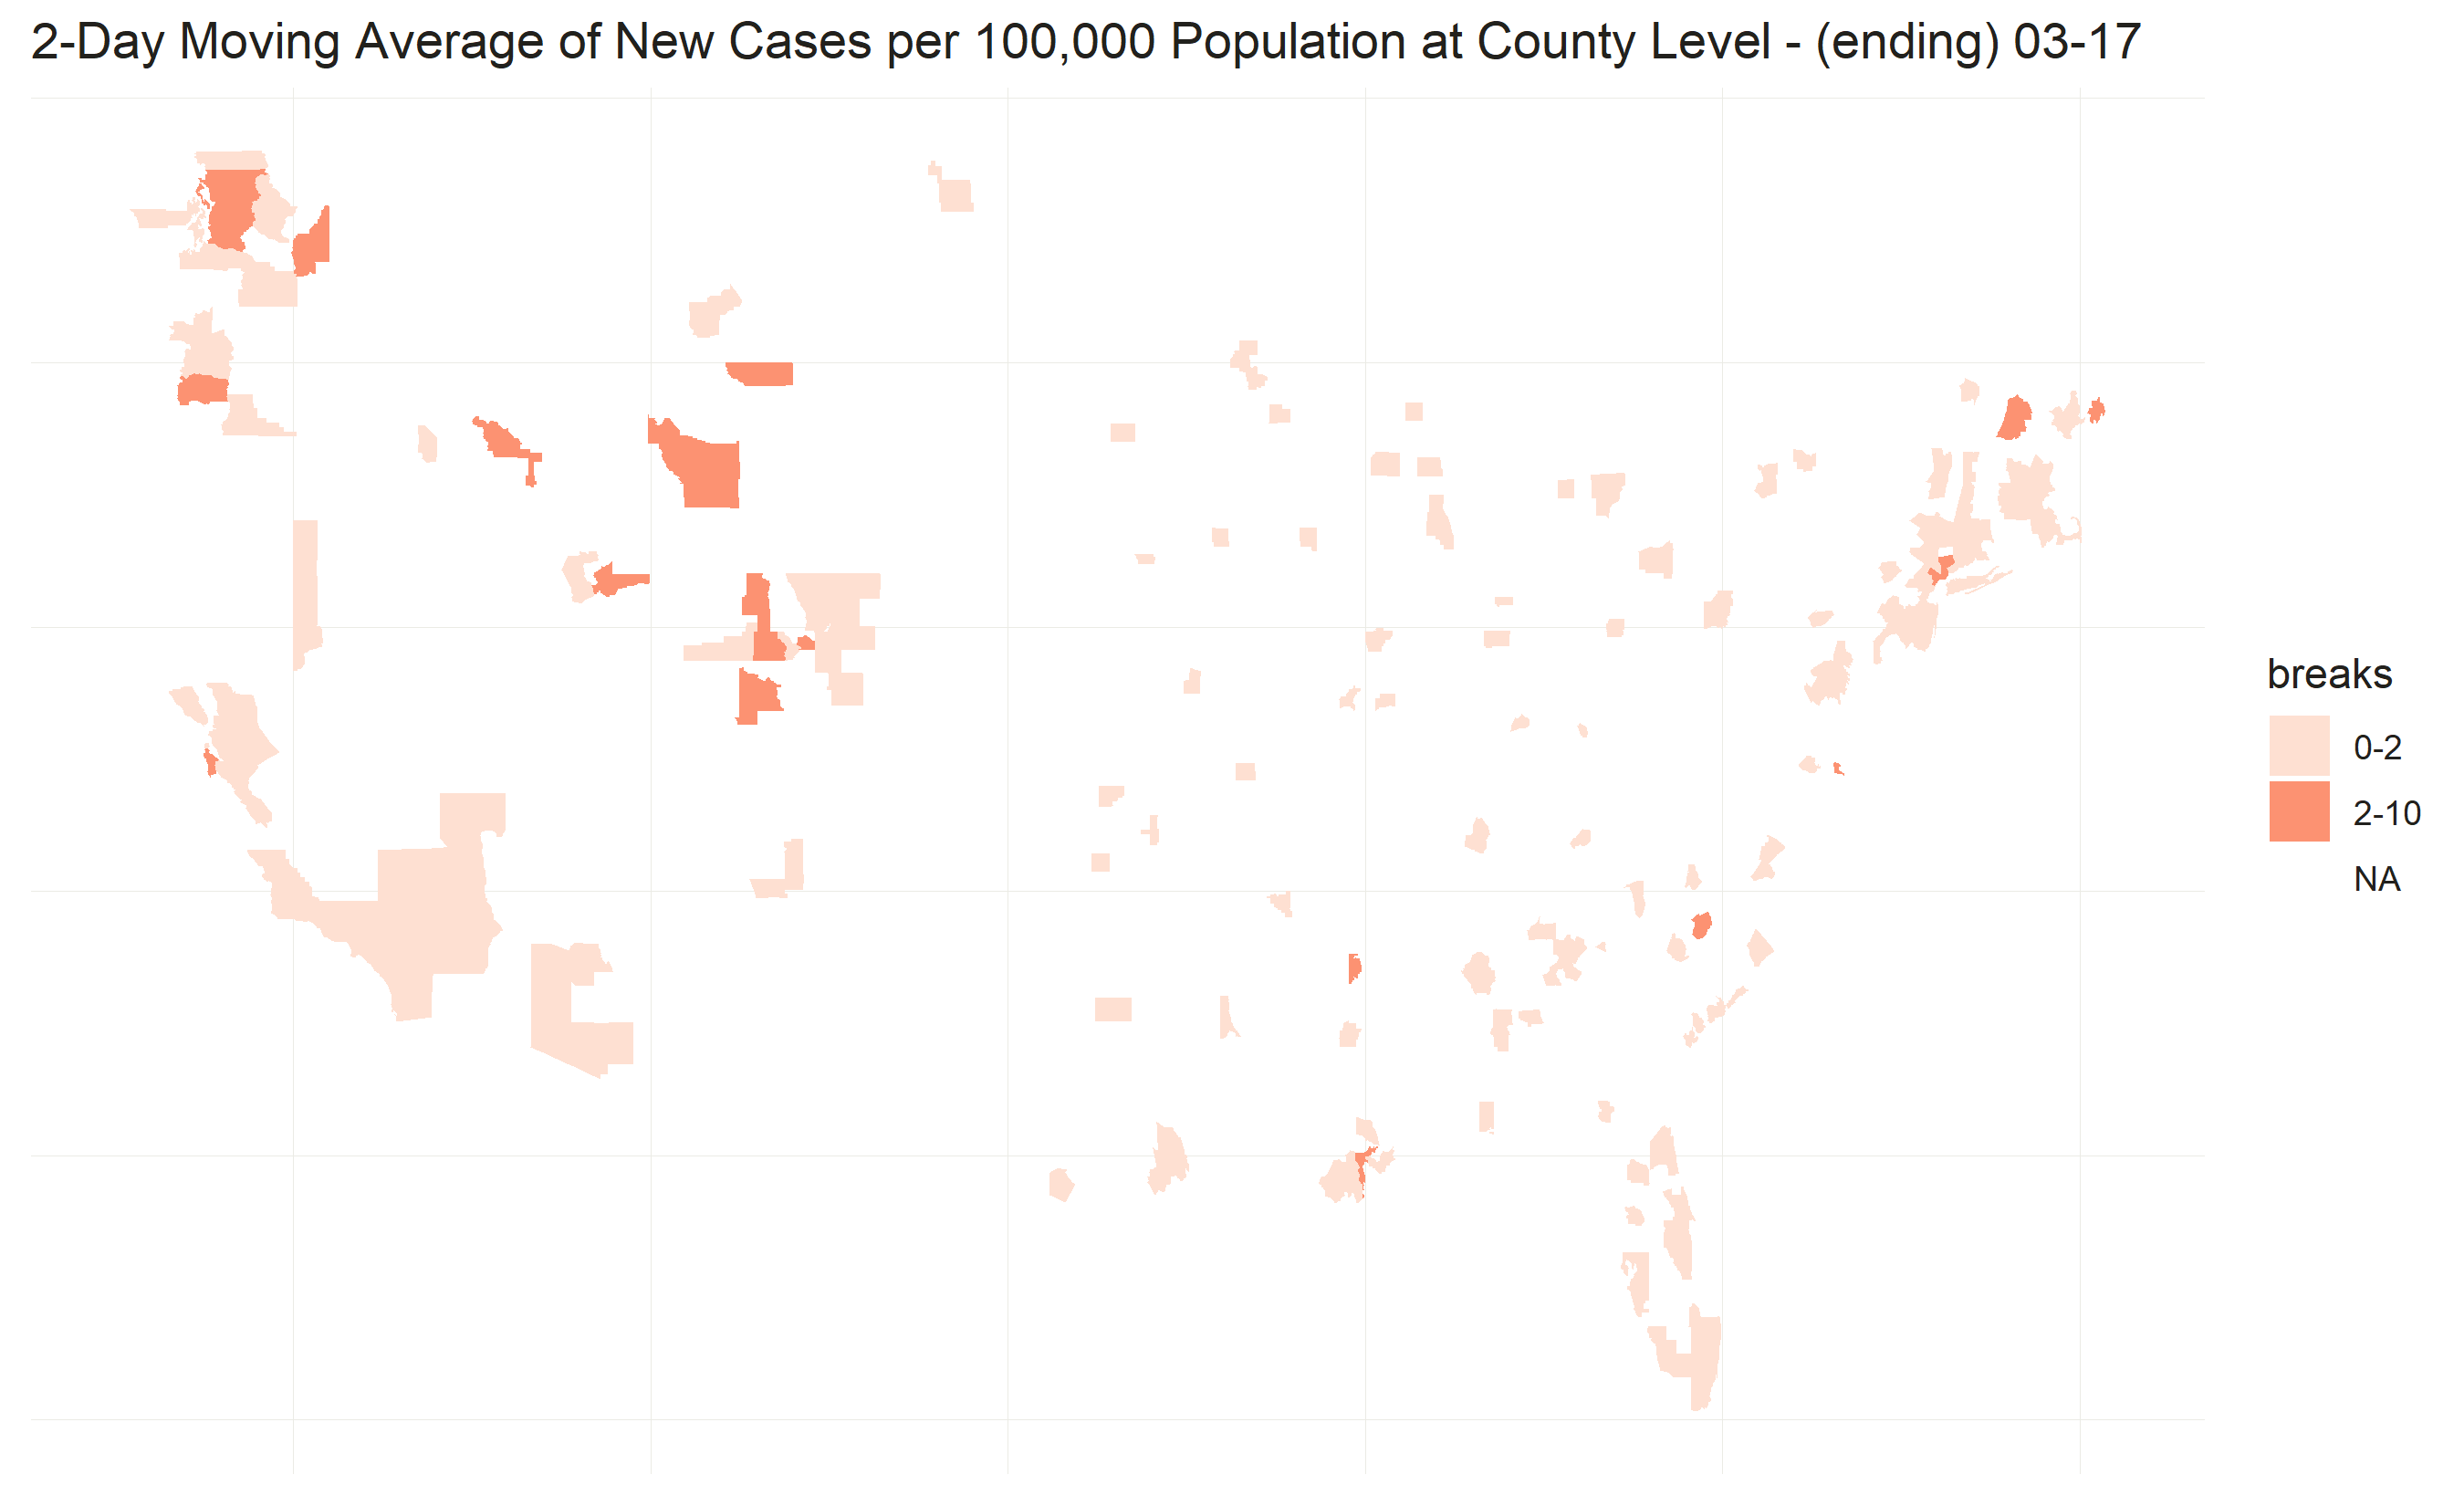 2-Day Moving Average of New Cases per 100,000 Population at County Level - (ending) 03-17
breaks
0-2
2-10
NA